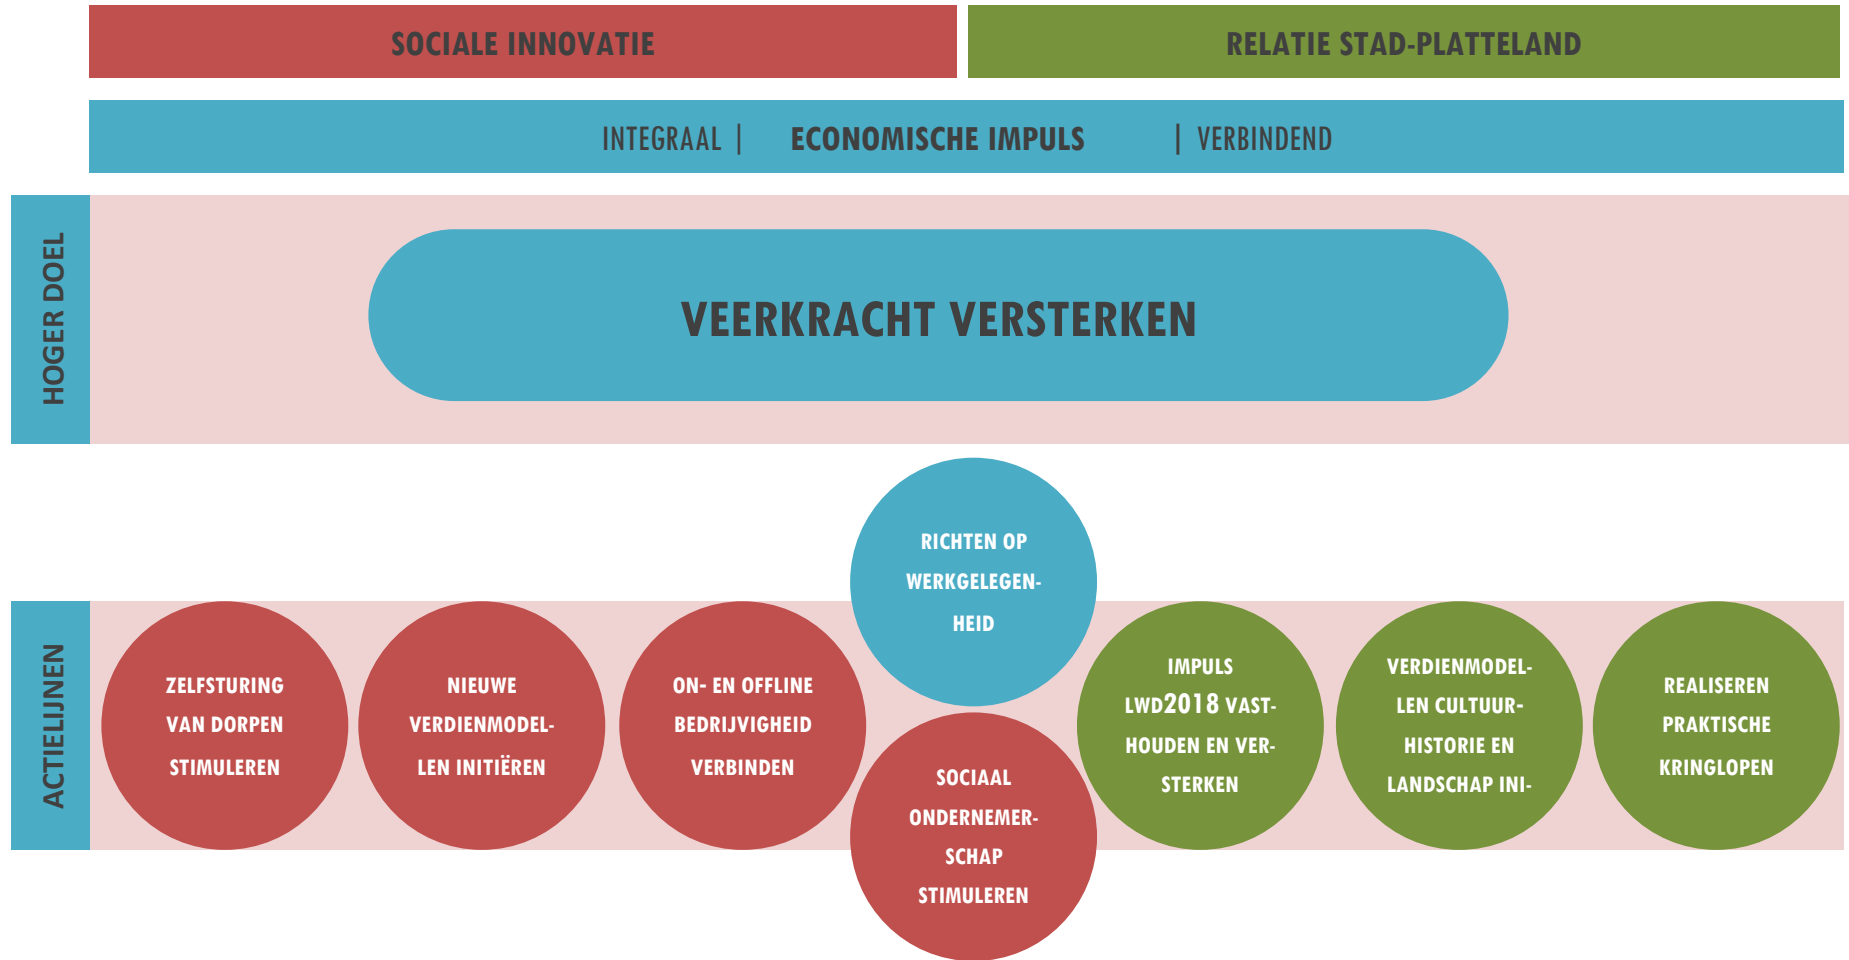 SOCIALE INNOVATIE
RELATIE STAD-PLATTELAND
INTEGRAAL | ECONOMISCHE IMPULS | VERBINDEND
HOGER DOEL
VEERKRACHT VERSTERKEN
ACTIELIJNEN
ZELFSTURING
VAN DORPEN
STIMULEREN
NIEUWE
VERDIENMODEL-
LEN INITIËREN
ON- EN OFFLINE
BEDRIJVIGHEID
VERBINDEN
RICHTEN OP
WERKGELEGEN-
HEID
SOCIAAL
ONDERNEMER-
SCHAP
STIMULEREN
IMPULS
LWD2018 VAST-
HOUDEN EN VER-
STERKEN
VERDIENMODEL-
LEN CULTUUR-
HISTORIE EN
LANDSCHAP INI-
REALISEREN
PRAKTISCHE
KRINGLOPEN